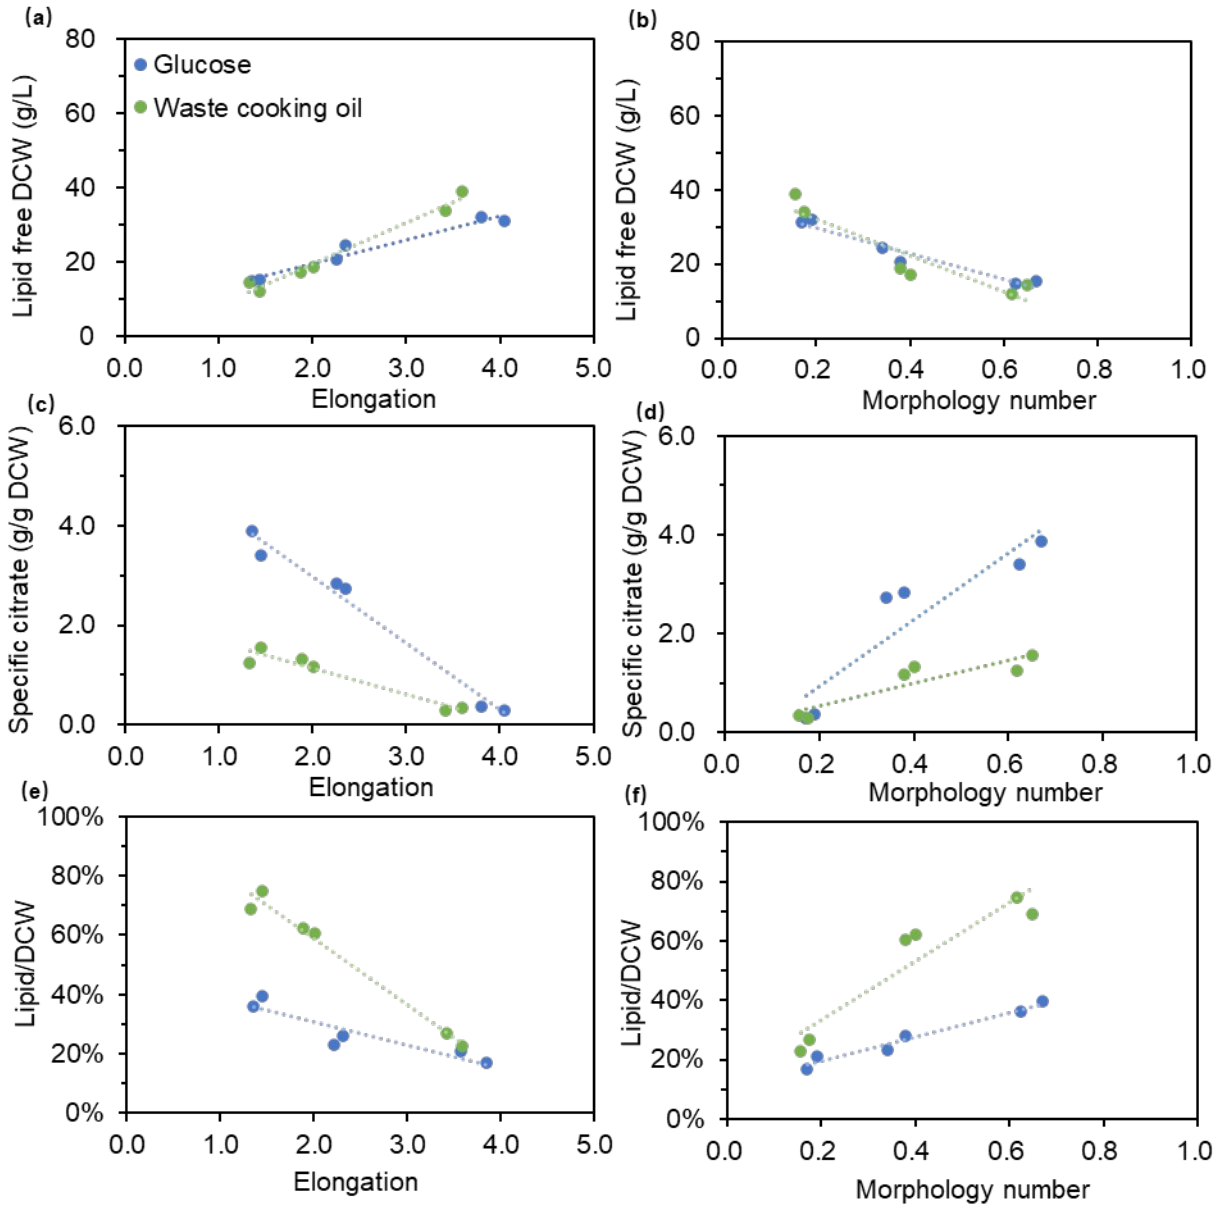 (a)
80
60
40
20
0
Lipid free DCW (g/L)
Glucose
Waste cooking oil
0.0 1.0 2.0 3.0 4.0 5.0
Elongation
(b)
80
60
40
20
0
Lipid free DCW (g/L)
0.0 0.2 0.4 0.6 0.8 1.0
Morphology number
(c)
6.0
4.0
2.0
0.0
Specific citrate (g/g DCW)
0.0 1.0 2.0 3.0 4.0 5.0
Elongation
(d)
6.0
4.0
2.0
0.0
Specific citrate (g/g DCW)
0.0 0.2 0.4 0.6 0.8 1.0
Morphology number
(e)
100%
80%
60%
40%
20%
0%
Lipid/DCW
0.0 1.0 2.0 3.0 4.0 5.0
Elongation
(f)
100%
80%
60%
40%
20%
0%
Lipid/DCW
0.0 0.2 0.4 0.6 0.8 1.0
Morphology number